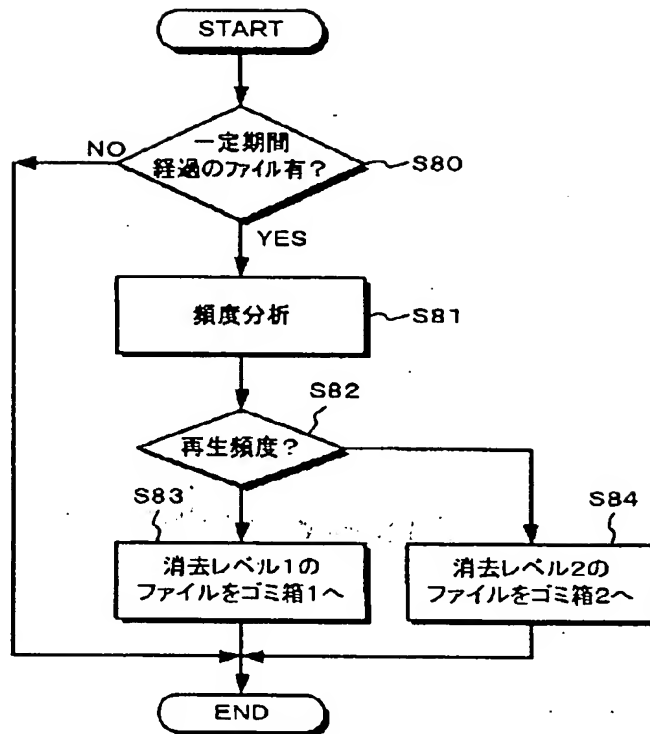 START
一定期間
経過のファイル有?
NO
S80
YES
頻度分析
S81
S82
再生頻度?
S83
消去レベル1の
ファイルをゴミ箱1へ
S84
消去レベル2の
ファイルをゴミ箱2へ
END